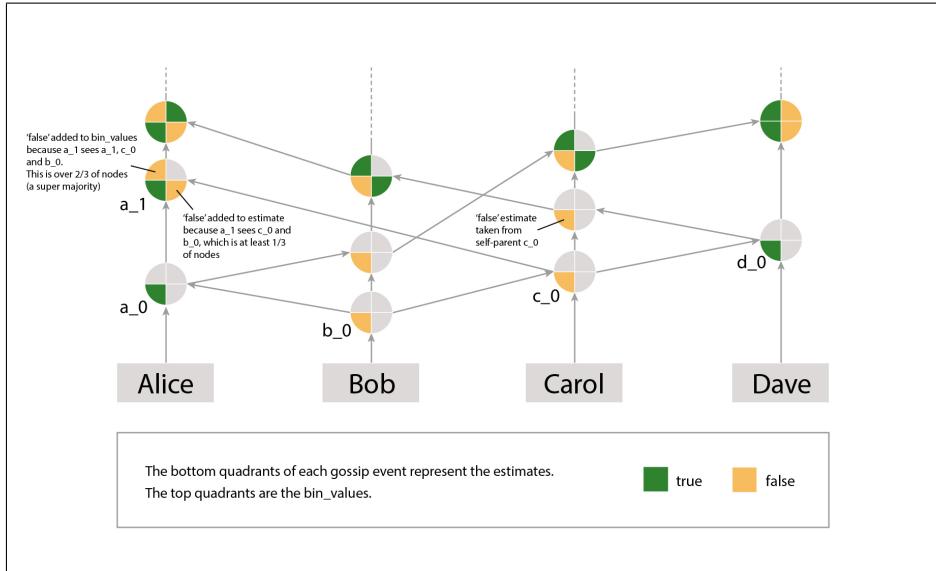 'false' added to bin_values
because a_1 sees a_1, c_0
and b_0.
This is over 2/3 of nodes
(a super majority)
a_1
'false' added to estimate
because a_1 sees c_0 and
b_0, which is at least 1/3
of nodes
'false' estimate
taken from
self-parent c_0
d_0
a_0
c_0
b_0
Alice
Bob
Carol
Dave
The bottom quadrants of each gossip event represent the estimates.
The top quadrants are the bin_values.
true
false